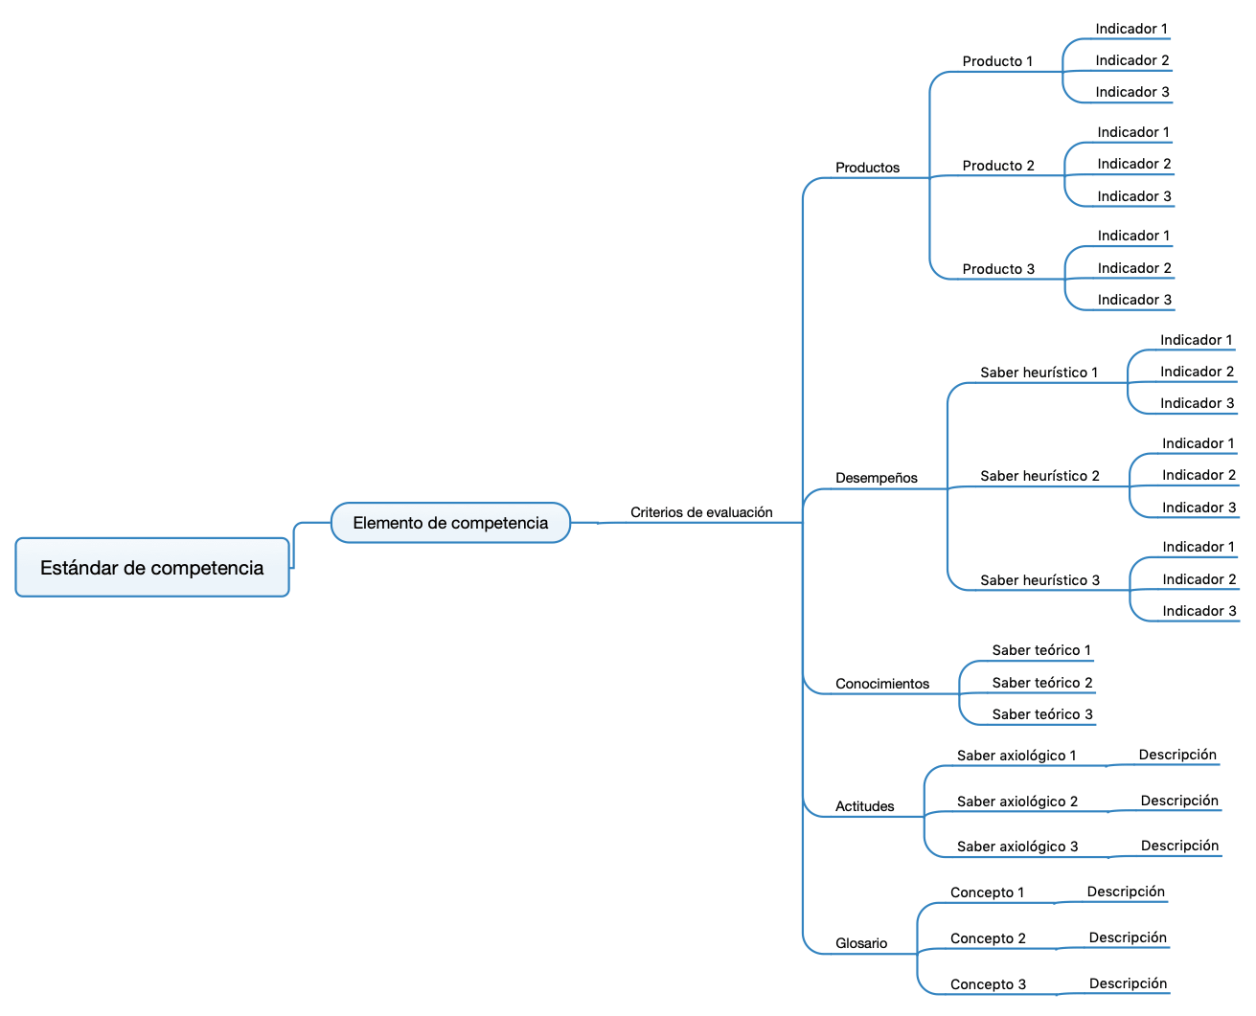 Estándar de competencia
Elemento de competencia
Criterios de evaluación
Productos
Producto 1
Indicador 1
Indicador 2
Indicador 3
Producto 2
Indicador 1
Indicador 2
Indicador 3
Producto 3
Indicador 1
Indicador 2
Indicador 3
Desempeños
Saber heurístico 1
Indicador 1
Indicador 2
Indicador 3
Saber heurístico 2
Indicador 1
Indicador 2
Indicador 3
Saber heurístico 3
Indicador 1
Indicador 2
Indicador 3
Conocimientos
Saber teórico 1
Saber teórico 2
Saber teórico 3
Actitudes
Saber axiológico 1
Descripción
Saber axiológico 2
Descripción
Saber axiológico 3
Descripción
Glosario
Concepto 1
Descripción
Concepto 2
Descripción
Concepto 3
Descripción